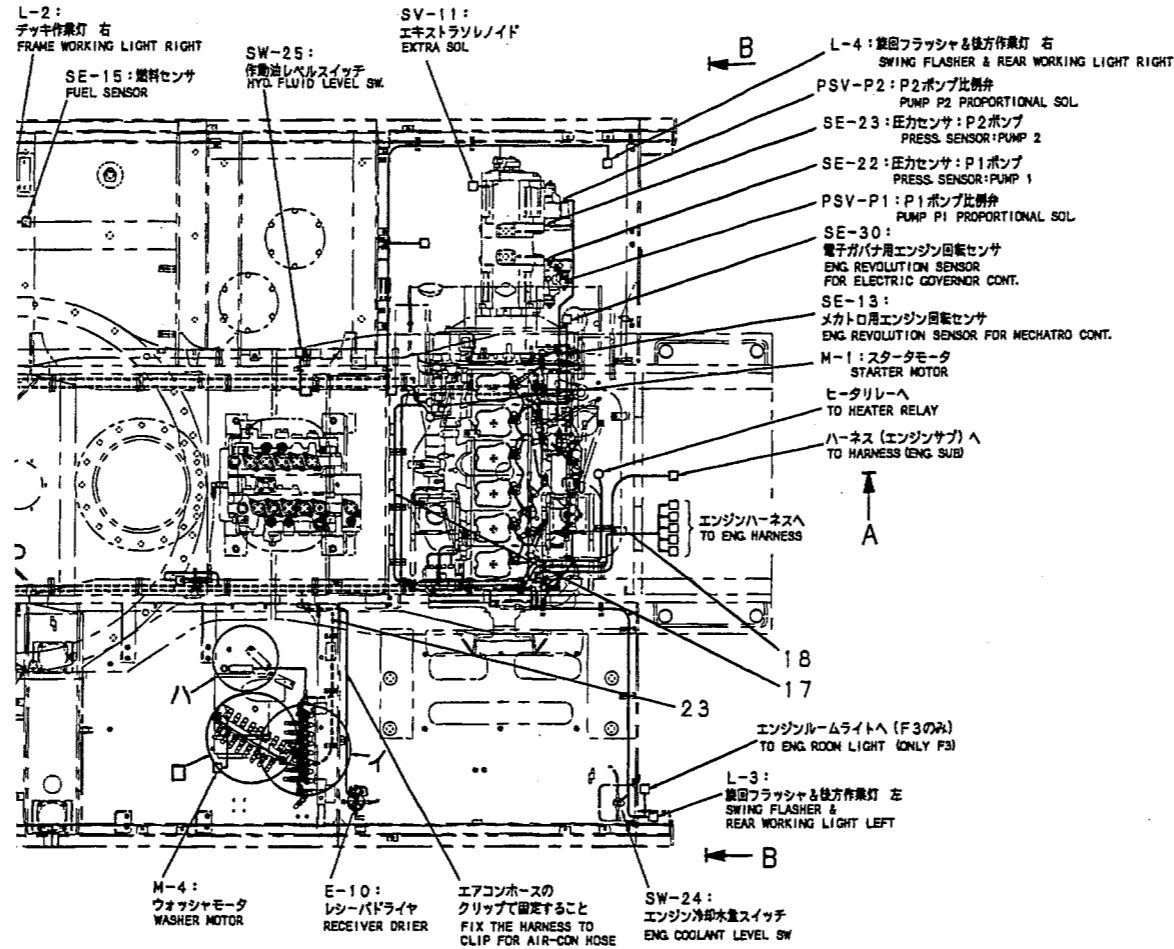 L-2:
デッキ作業灯 右
FRAME WORKING LIGHT RIGHT
SE-15:燃料センサ
FUEL SENSOR
SW-25:
作動油レベルスイッチ
HYD. FLUID LEVEL SW.
SV-11:
エキストラソレノイド
EXTRA SOL
B
L-4:旋回フラッシャ&後方作業灯 右
SWING FLASHER & REAR WORKING LIGHT RIGHT
PSV-P2:P2ポンプ比例弁
PUMP P2 PROPORTIONAL SOL
SE-23:圧力センサ:P2ポンプ
PRESS. SENSOR:PUMP 2
SE-22:圧力センサ:P1ポンプ
PRESS. SENSOR:PUMP 1
PSV-P1:P1ポンプ比例弁
PUMP P1 PROPORTIONAL SOL
SE-30:
電子ガバナ用エンジン回転センサ
ENG REVOLUTION SENSOR
FOR ELECTRIC GOVERNOR CONT.
SE-13:
メカトロ用エンジン回転センサ
ENG REVOLUTION SENSOR FOR MECHATRO CONT.
M-1:スタータモータ
STARTER MOTOR
ヒータリレーへ
TO HEATER RELAY
ハーネス(エンジンサブ)へ
TO HARNESS (ENG. SUB)
エンジンハーネスへ
TO ENG HARNESS
A
18
17
23
ハ
ロ
イ
エンジンルームライトへ(F3のみ)
TO ENG ROOM LIGHT (ONLY F3)
L-3:
旋回フラッシャ&後方作業灯 左
SWING FLASHER &
REAR WORKING LIGHT LEFT
B
M-4:
ウォッシャモータ
WASHER MOTOR
E-10:
レシーバドライヤ
RECEIVER DRIER
エアコンホースの
クリップで固定すること
FIX THE HARNESS TO
CLIP FOR AIR-CON HOSE
SW-24:
エンジン冷却水量スイッチ
ENG COOLANT LEVEL SW